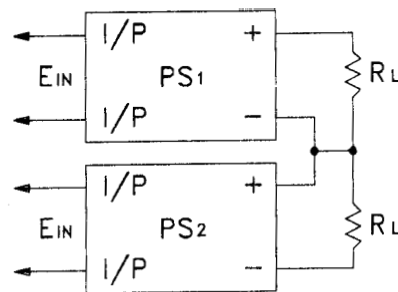 I/P +
EIN PS1 RL
I/P −
I/P +
EIN PS2 RL
I/P −